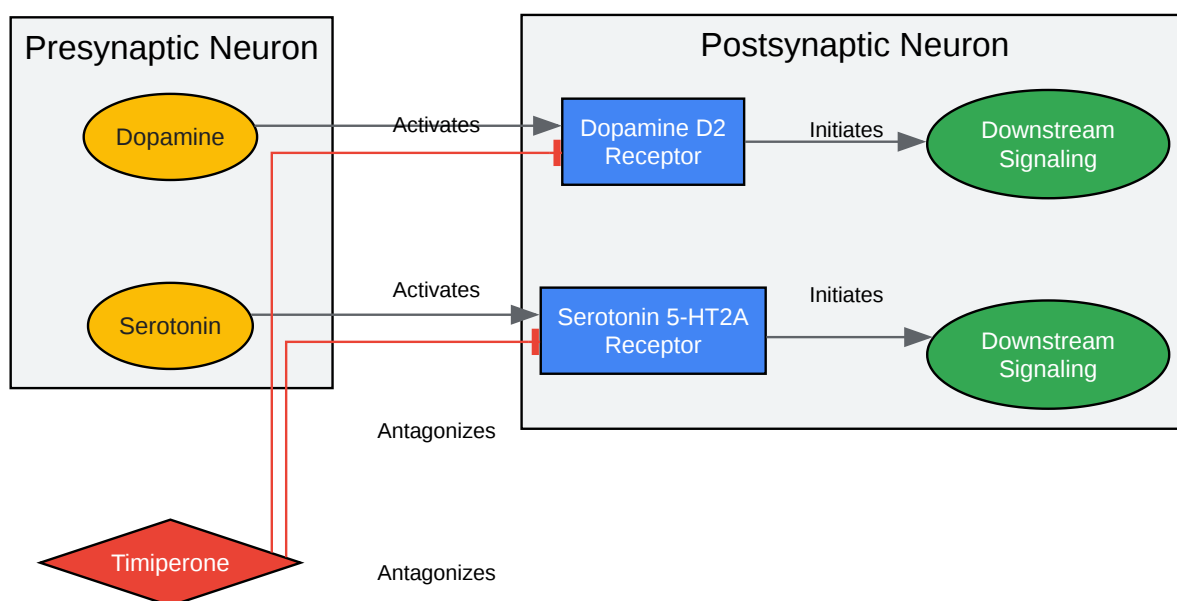 Presynaptic Neuron
Postsynaptic Neuron
Dopamine
Activates
Dopamine D2
Receptor
Initiates
Downstream
Signaling
Serotonin
Activates
Serotonin 5-HT2A
Receptor
Initiates
Downstream
Signaling
Antagonizes
Timiperone
Antagonizes